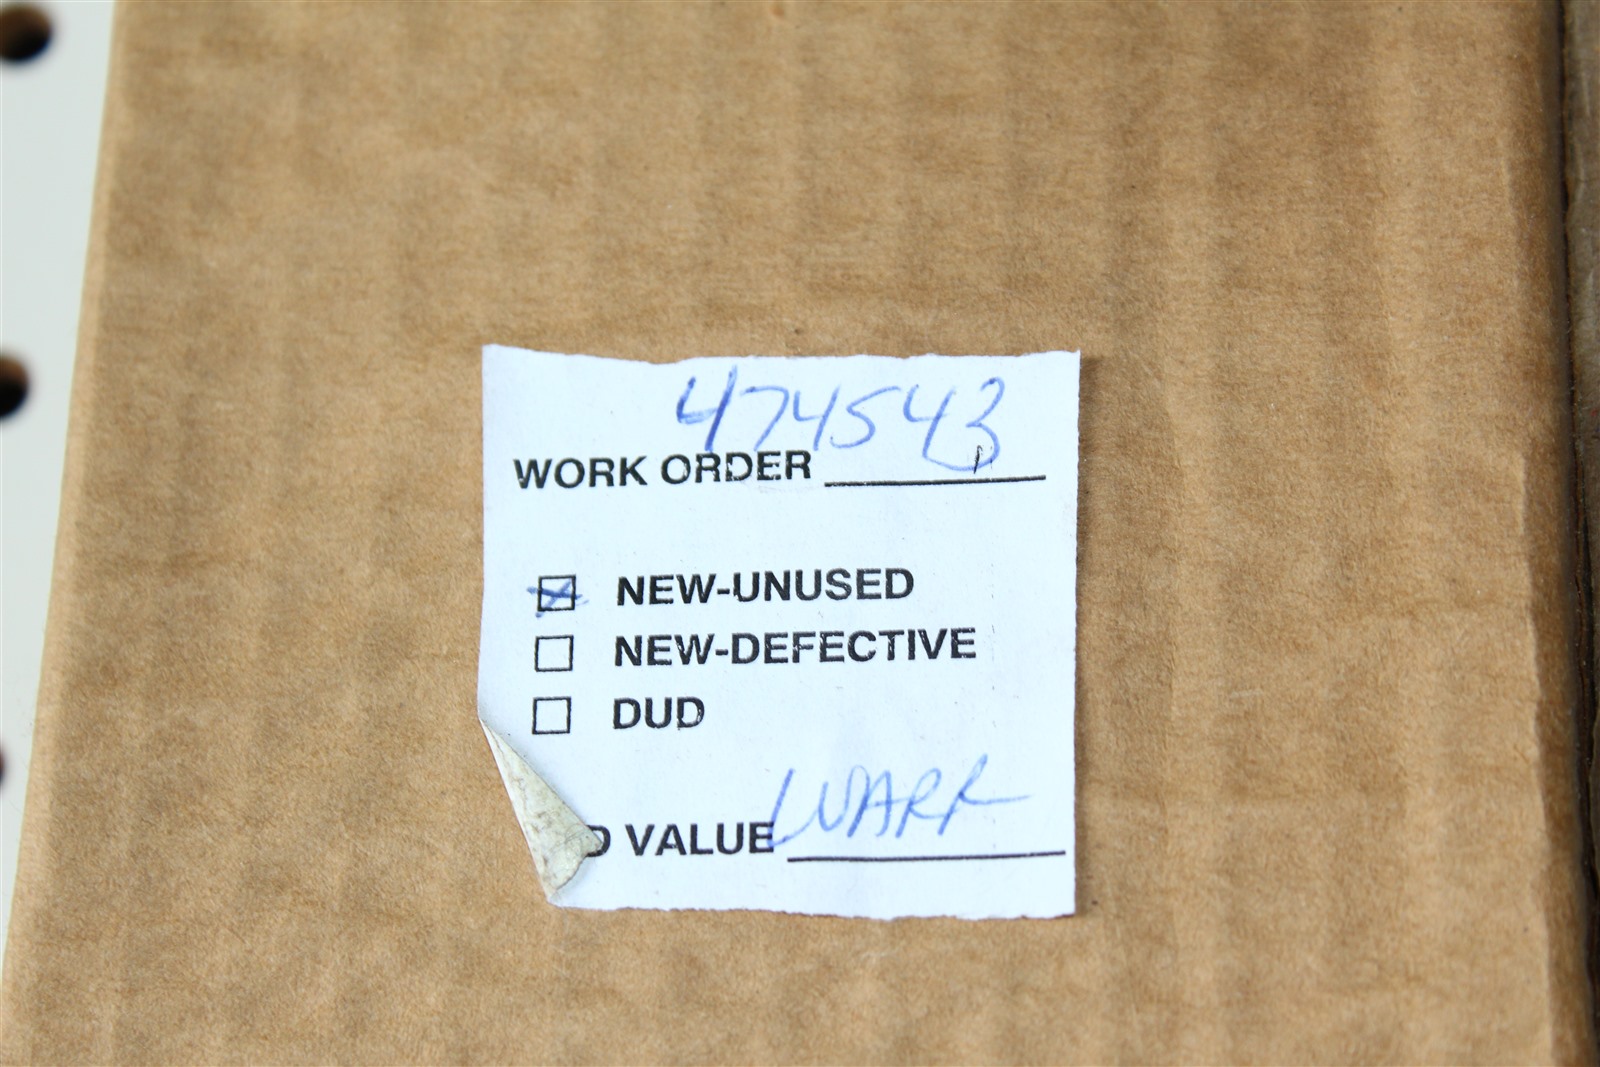 474543
WORK ORDER
NEW-UNUSED
NEW-DEFECTIVE
DUD
VALUE WARR